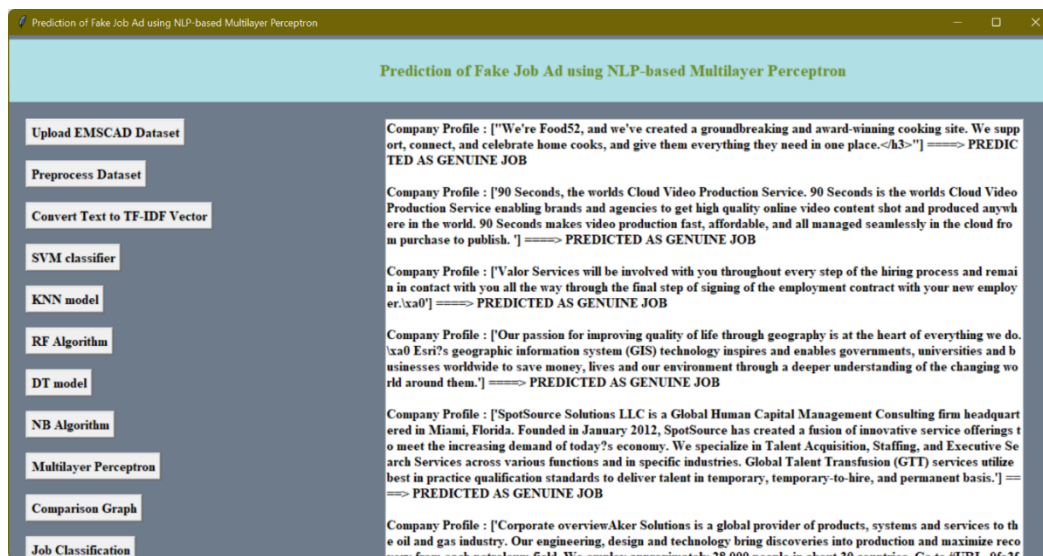 Prediction of Fake Job Ad using NLP-based Multilayer Perceptron
Prediction of Fake Job Ad using NLP-based Multilayer Perceptron
Upload EMSCAD Dataset
Preprocess Dataset
Convert Text to TF-IDF Vector
SVM classifier
KNN model
RF Algorithm
DT model
NB Algorithm
Multilayer Perceptron
Comparison Graph
Job Classification
Company Profile : ["We're Food52, and we've created a groundbreaking and award-winning cooking site. We supp
ort, connect, and celebrate home cooks, and give them everything they need in one place.</h3>"] ====> PREDIC
TED AS GENUINE JOB
Company Profile : ['90 Seconds, the worlds Cloud Video Production Service. 90 Seconds is the worlds Cloud Video
Production Service enabling brands and agencies to get high quality online video content shot and produced anywh
ere in the world. 90 Seconds makes video production fast, affordable, and all managed seamlessly in the cloud fro
m purchase to publish. '] ====> PREDICTED AS GENUINE JOB
Company Profile : ['Valor Services will be involved with you throughout every step of the hiring process and remai
n in contact with you all the way through the final step of signing of the employment contract with your new employ
er.\xa0'] ====> PREDICTED AS GENUINE JOB
Company Profile : ['Our passion for improving quality of life through geography is at the heart of everything we do.
\xa0 Esri?s geographic information system (GIS) technology inspires and enables governments, universities and b
usinesses worldwide to save money, lives and our environment through a deeper understanding of the changing wo
rld around them.'] ====> PREDICTED AS GENUINE JOB
Company Profile : ['SpotSource Solutions LLC is a Global Human Capital Management Consulting firm headquart
ered in Miami, Florida. Founded in January 2012, SpotSource has created a fusion of innovative service offerings t
o meet the increasing demand of today?s economy. We specialize in Talent Acquisition, Staffing, and Executive Se
arch Services across various functions and in specific industries. Global Talent Transfusion (GTT) services utilize
best in practice qualification standards to deliver talent in temporary, temporary-to-hire, and permanent basis.'] ==
==> PREDICTED AS GENUINE JOB
Company Profile : ['Corporate overviewAker Solutions is a global provider of products, systems and services to th
e oil and gas industry. Our engineering, design and technology bring discoveries into production and maximize reco